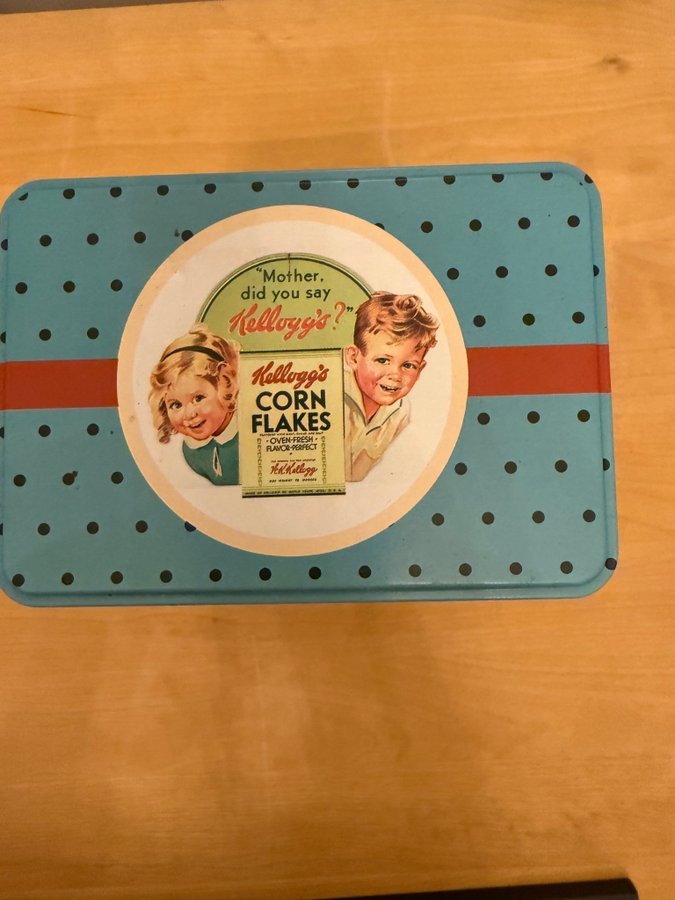 "Mother,
did you say
Kellogg's?"
Kellogg's
CORN
FLAKES
• OVEN-FRESH •
FLAVOR-PERFECT
W.K.Kellogg